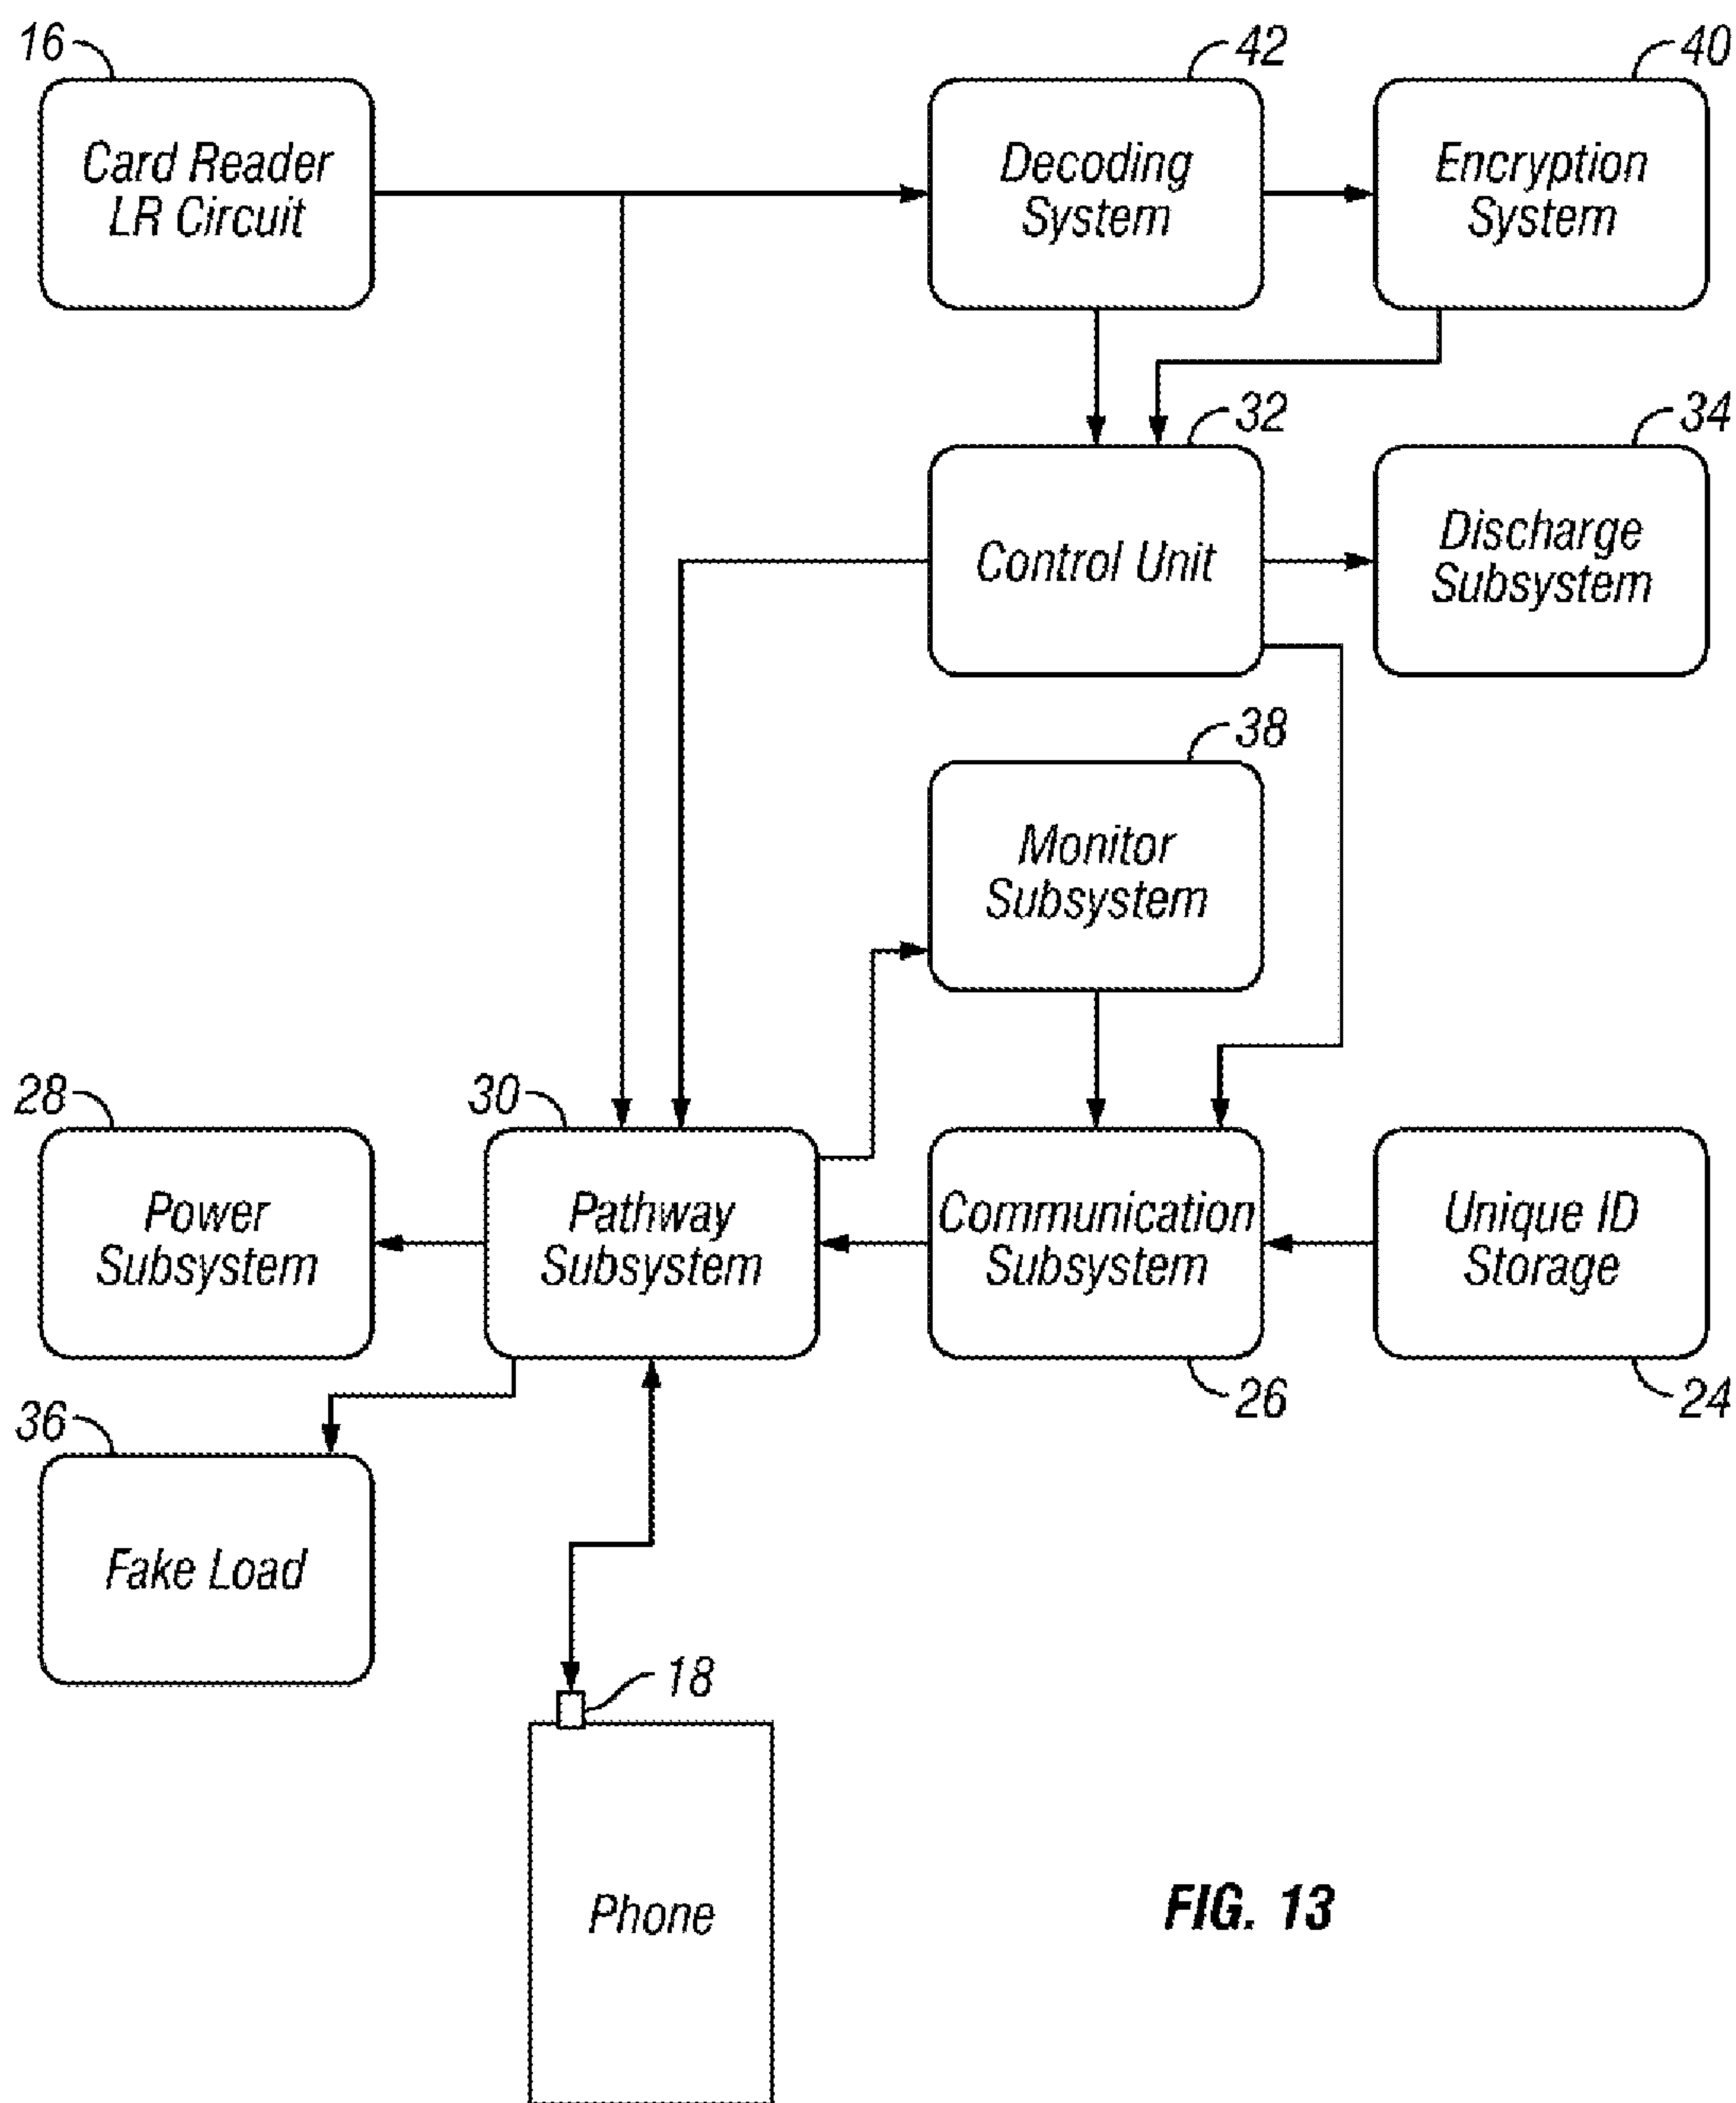 16
42
40
Card Reader
LR Circuit
Decoding
System
Encryption
System
32
34
Control Unit
Discharge
Subsystem
38
Monitor
Subsystem
28
30
Power
Subsystem
Pathway
Subsystem
Communication
Subsystem
Unique ID
Storage
26
24
36
Fake Load
18
Phone
FIG. 13